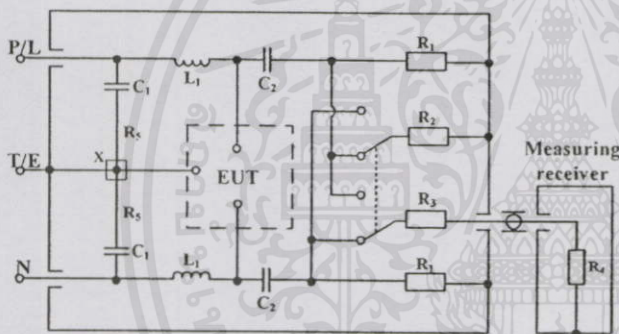 P/L
R₁
L₁
C₂
C₁
R₅
R₂
Measuring
receiver
T/E
X
EUT
R₃
R₅
R₄
C₁
N
L₁
C₂
R₁